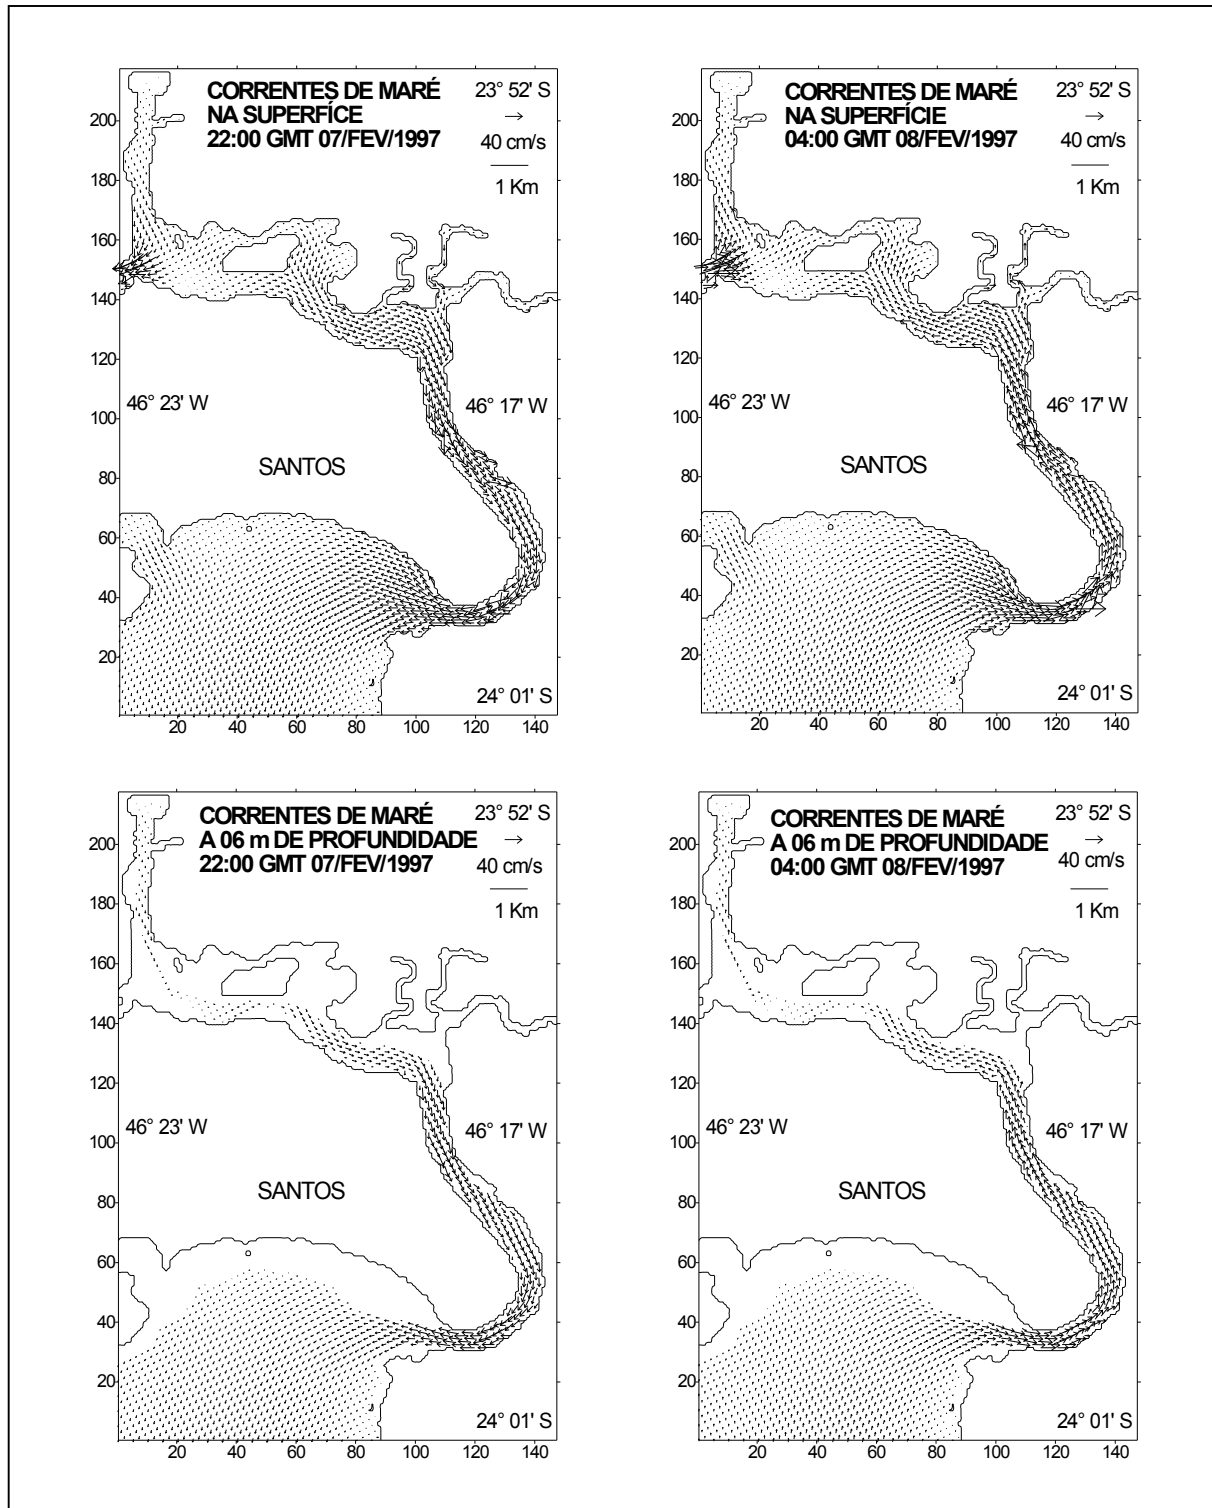 CORRENTES DE MARÉ
NA SUPERFÍCE
22:00 GMT 07/FEV/1997
23° 52' S
40 cm/s
1 Km
200
180
160
140
120
100
80
60
40
20
46° 23' W
46° 17' W
SANTOS
24° 01' S
20 40 60 80 100 120 140
CORRENTES DE MARÉ
NA SUPERFÍCIE
04:00 GMT 08/FEV/1997
23° 52' S
40 cm/s
1 Km
200
180
160
140
120
100
80
60
40
20
46° 23' W
46° 17' W
SANTOS
24° 01' S
20 40 60 80 100 120 140
CORRENTES DE MARÉ
A 06 m DE PROFUNDIDADE
22:00 GMT 07/FEV/1997
23° 52' S
40 cm/s
1 Km
200
180
160
140
120
100
80
60
40
20
46° 23' W
46° 17' W
SANTOS
24° 01' S
20 40 60 80 100 120 140
CORRENTES DE MARÉ
A 06 m DE PROFUNDIDADE
04:00 GMT 08/FEV/1997
23° 52' S
40 cm/s
1 Km
200
180
160
140
120
100
80
60
40
20
46° 23' W
46° 17' W
SANTOS
24° 01' S
20 40 60 80 100 120 140